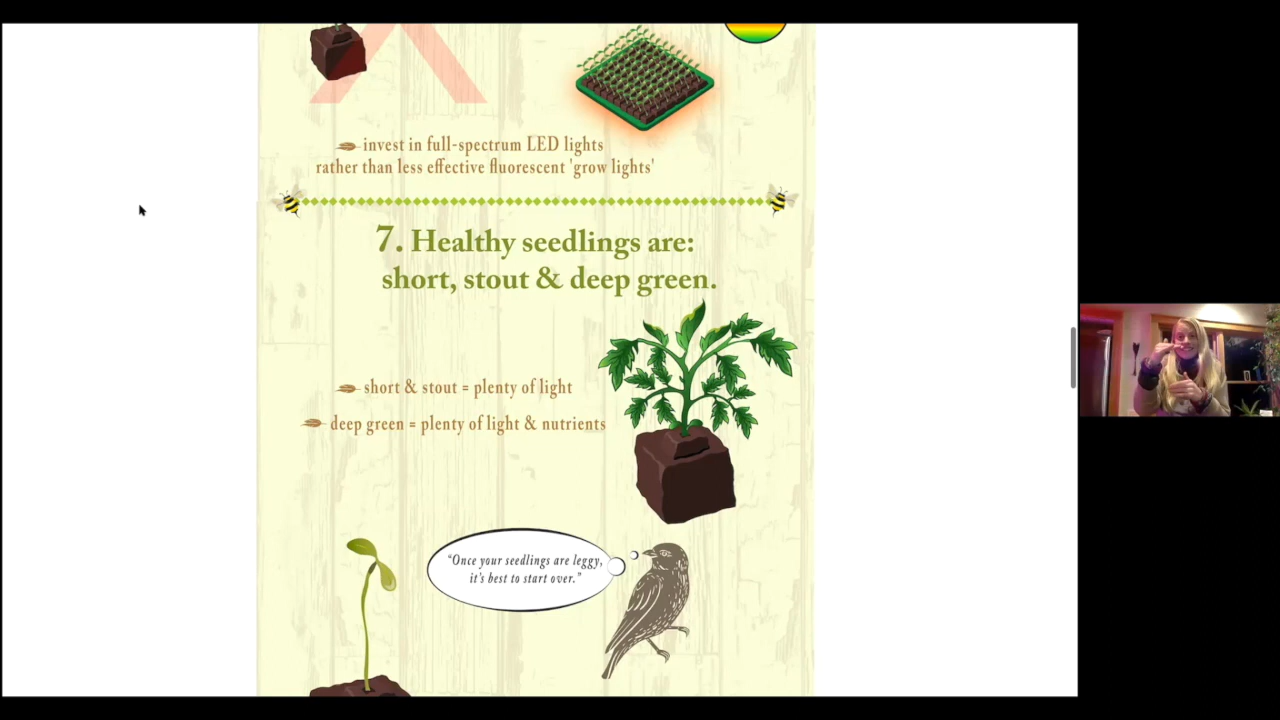 invest in full-spectrum LED lights
rather than less effective fluorescent 'grow lights'
7. Healthy seedlings are:
short, stout & deep green.
short & stout = plenty of light
deep green = plenty of light & nutrients
“Once your seedlings are leggy,
it's best to start over.”